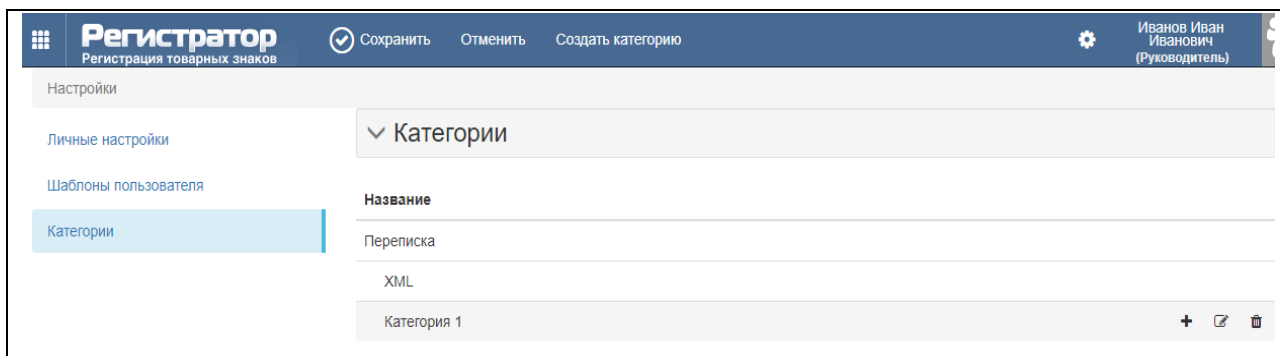 Регистратор
Регистрация товарных знаков
Сохранить Отменить Создать категорию
Иванов Иван
Иванович
(Руководитель)
Настройки
Личные настройки
Шаблоны пользователя
Категории
Категории
Название
Переписка
XML
Категория 1